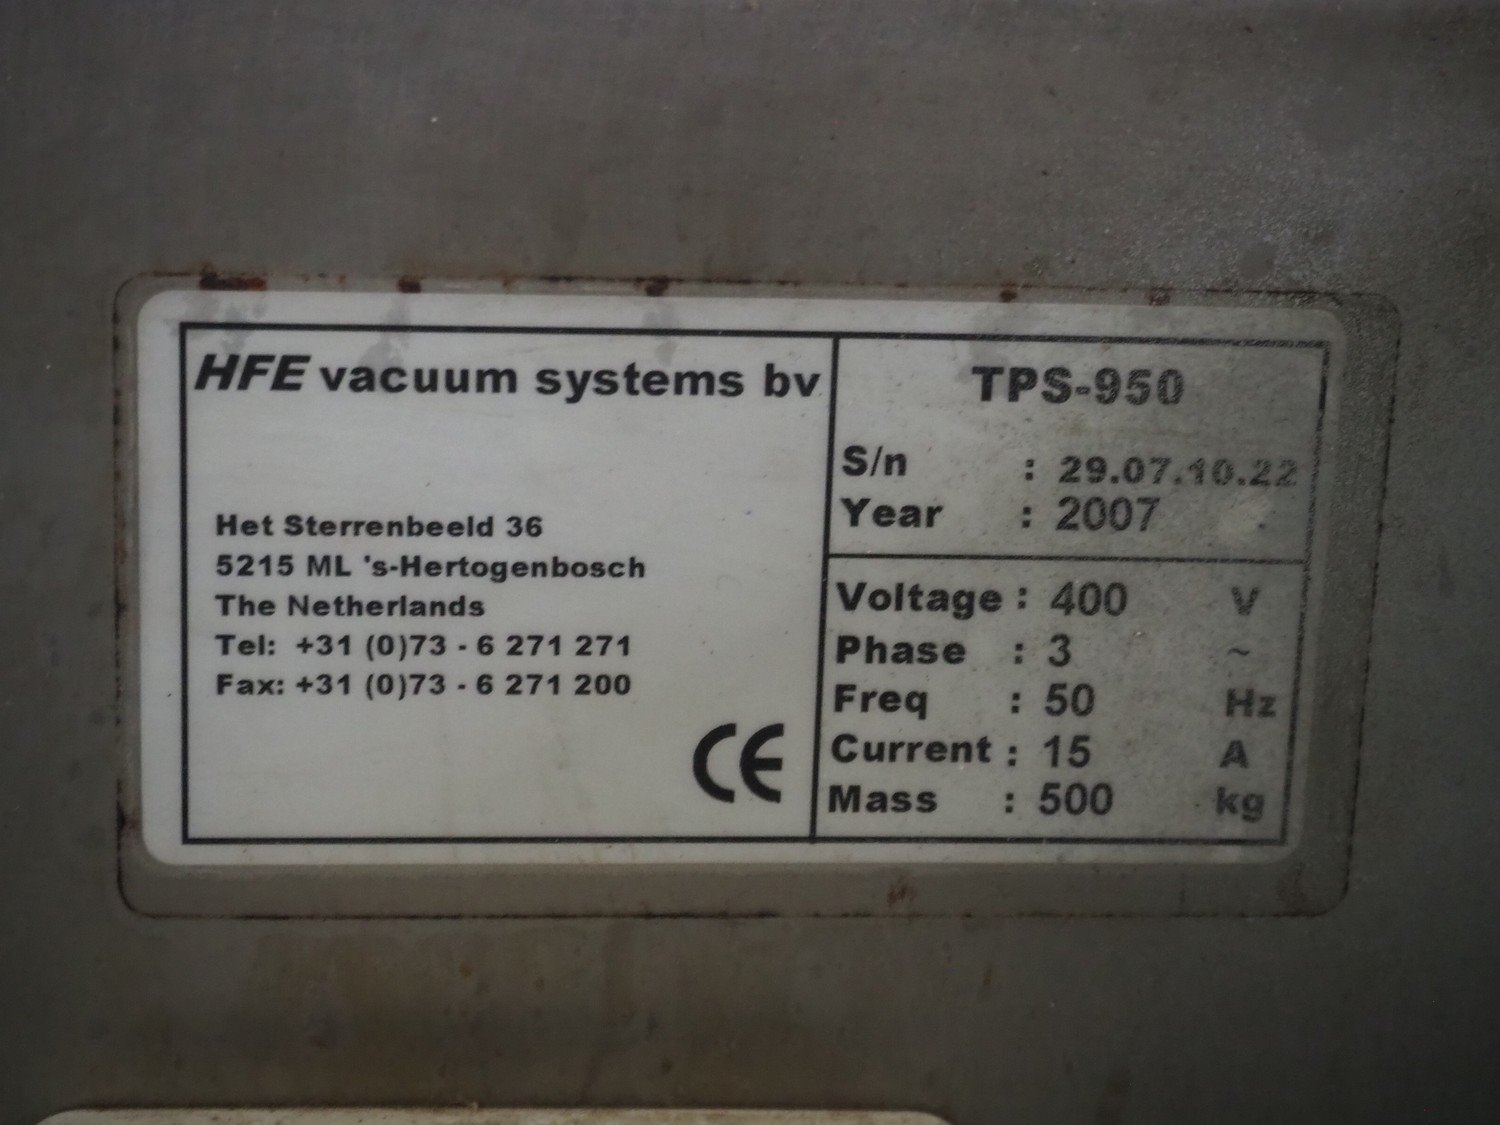 HFE vacuum systems bv
Het Sterrenbeeld 36
5215 ML 's-Hertogenbosch
The Netherlands
Tel: +31 (0)73 - 6 271 271
Fax: +31 (0)73 - 6 271 200
CE
TPS-950
S/n : 29.07.10.22
Year : 2007
Voltage : 400 V
Phase : 3 ~
Freq : 50 Hz
Current : 15 A
Mass : 500 kg